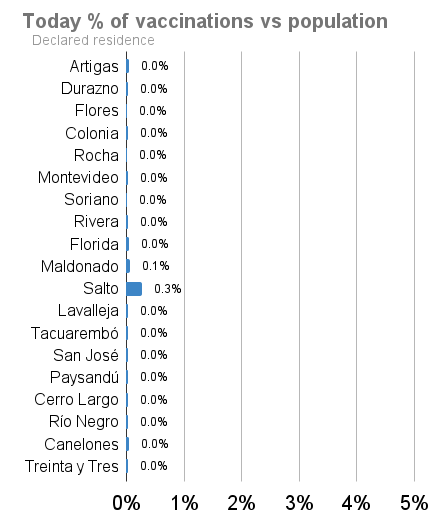 Today % of vaccinations vs population
Declared residence
Artigas 0.0%
Durazno 0.0%
Flores 0.0%
Colonia 0.0%
Rocha 0.0%
Montevideo 0.0%
Soriano 0.0%
Rivera 0.0%
Florida 0.0%
Maldonado 0.1%
Salto 0.3%
Lavalleja 0.0%
Tacuarembó 0.0%
San José 0.0%
Paysandú 0.0%
Cerro Largo 0.0%
Río Negro 0.0%
Canelones 0.0%
Treinta y Tres 0.0%
0% 1% 2% 3% 4% 5%